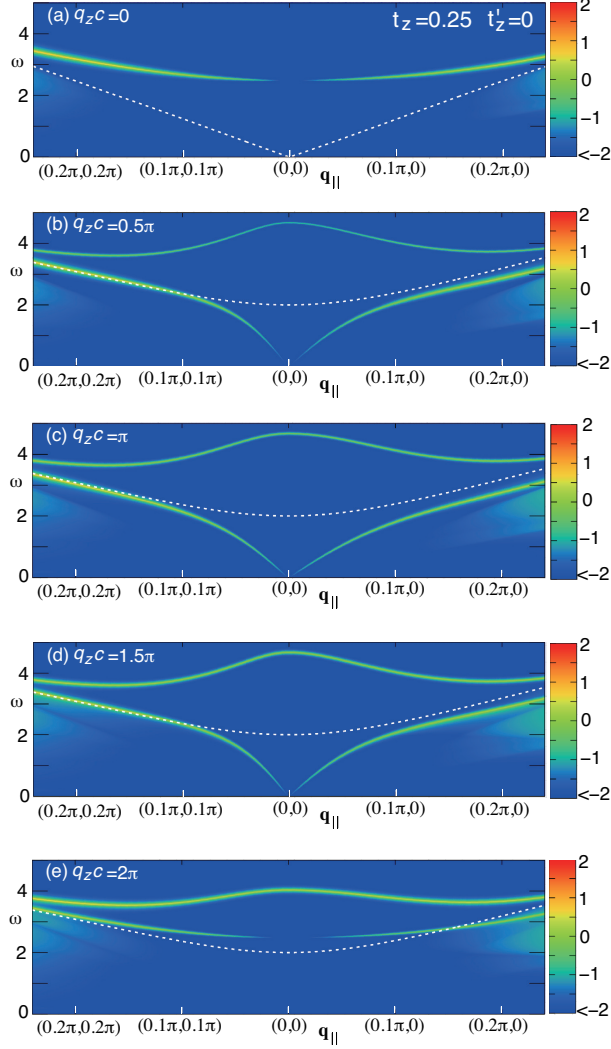 (a) q_z c=0 t_z=0.25 t'_z=0
ω
4
2
0
2
1
0
-1
<-2
(0.2π,0.2π) (0.1π,0.1π) (0,0) q_|| (0.1π,0) (0.2π,0)
(b) q_z c=0.5π
ω
4
2
0
2
1
0
-1
<-2
(0.2π,0.2π) (0.1π,0.1π) (0,0) q_|| (0.1π,0) (0.2π,0)
(c) q_z c=π
ω
4
2
0
2
1
0
-1
<-2
(0.2π,0.2π) (0.1π,0.1π) (0,0) q_|| (0.1π,0) (0.2π,0)
(d) q_z c=1.5π
ω
4
2
0
2
1
0
-1
<-2
(0.2π,0.2π) (0.1π,0.1π) (0,0) q_|| (0.1π,0) (0.2π,0)
(e) q_z c=2π
ω
4
2
0
2
1
0
-1
<-2
(0.2π,0.2π) (0.1π,0.1π) (0,0) q_|| (0.1π,0) (0.2π,0)